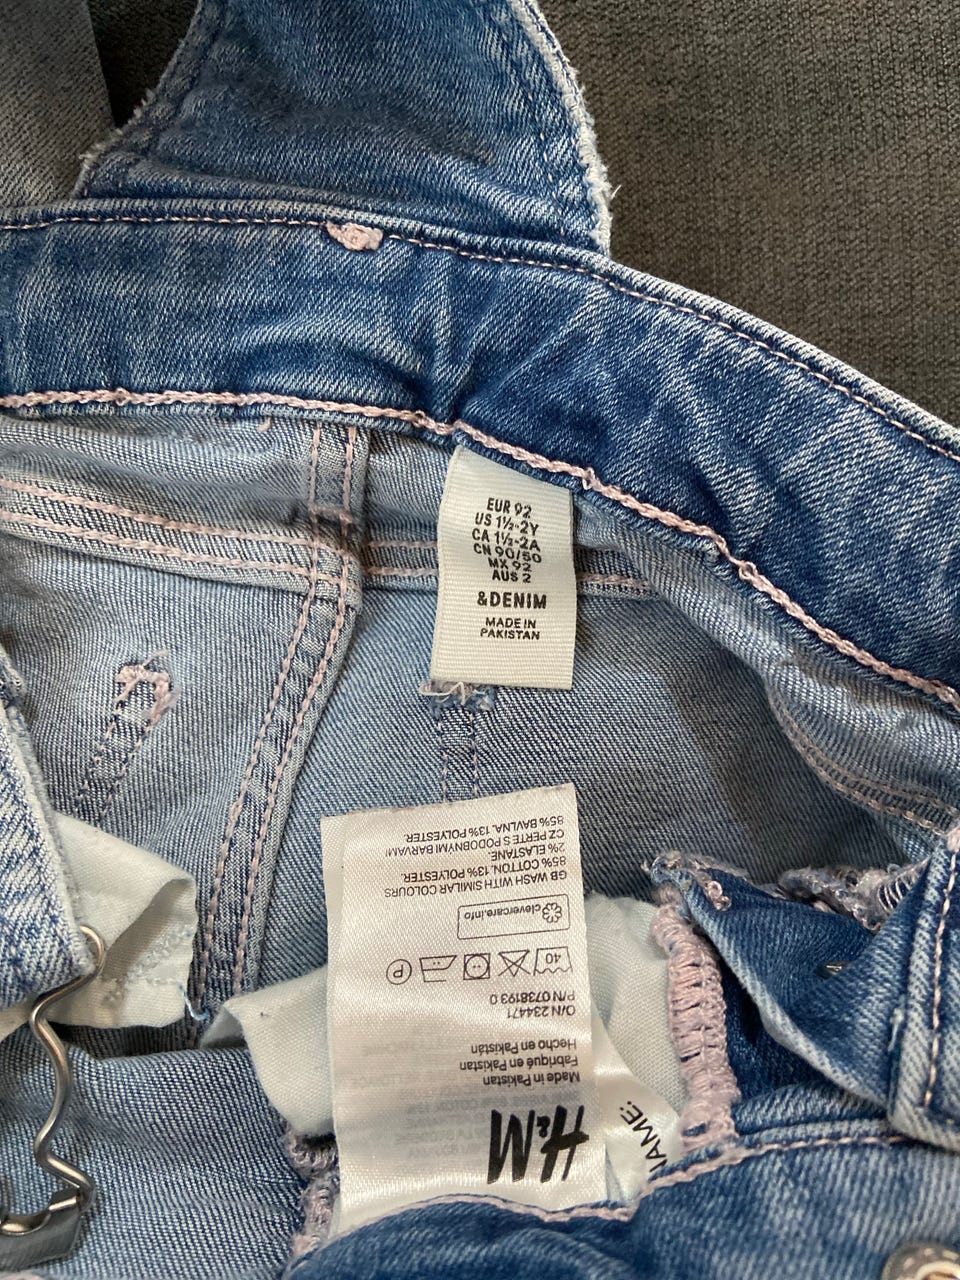 EUR 92
US 1½-2Y
CA 1½-2A
CN 90/50
MX 92
AUS 2
&DENIM
MADE IN
PAKISTAN
H&M
Made in Pakistan
Fabriqué en Pakistan
Hecho en Pakistán
O/N 234471
P/N 0738193 0
40
P
clevercare.info
GB WASH WITH SIMILAR COLOURS
85% COTTON, 13% POLYESTER,
2% ELASTANE
CZ PERTE S PODOBNÝMI BARVAMI
85% BAVLNA, 13% POLYESTER,